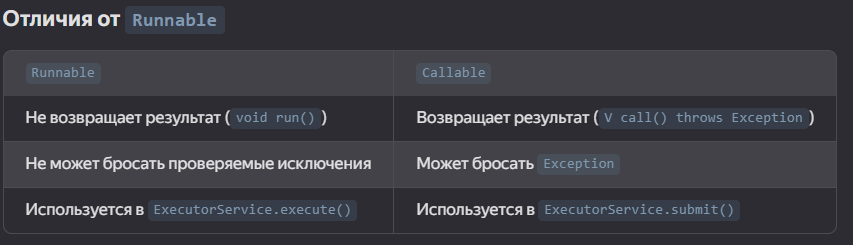 Отличия от Runnable
Runnable Callable
Не возвращает результат (void run()) Возвращает результат (V call() throws Exception)
Не может бросать проверяемые исключения Может бросать Exception
Используется в ExecutorService.execute() Используется в ExecutorService.submit()